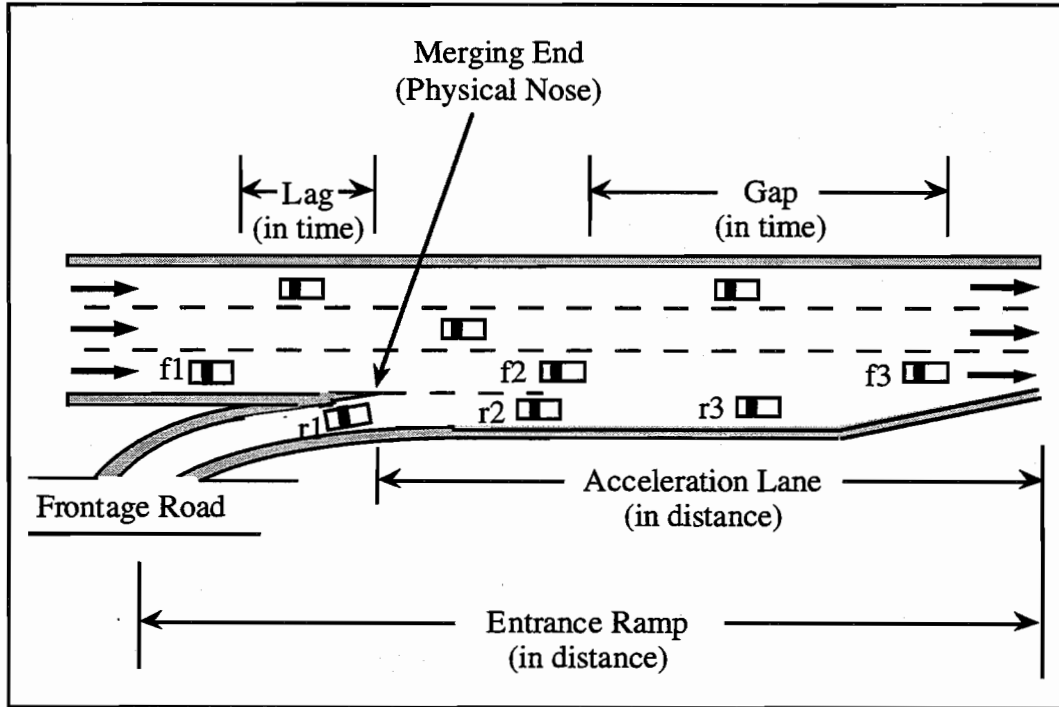 Merging End
(Physical Nose)
Lag
(in time)
Gap
(in time)
f1
f2
f3
r1
r2
r3
Frontage Road
Acceleration Lane
(in distance)
Entrance Ramp
(in distance)